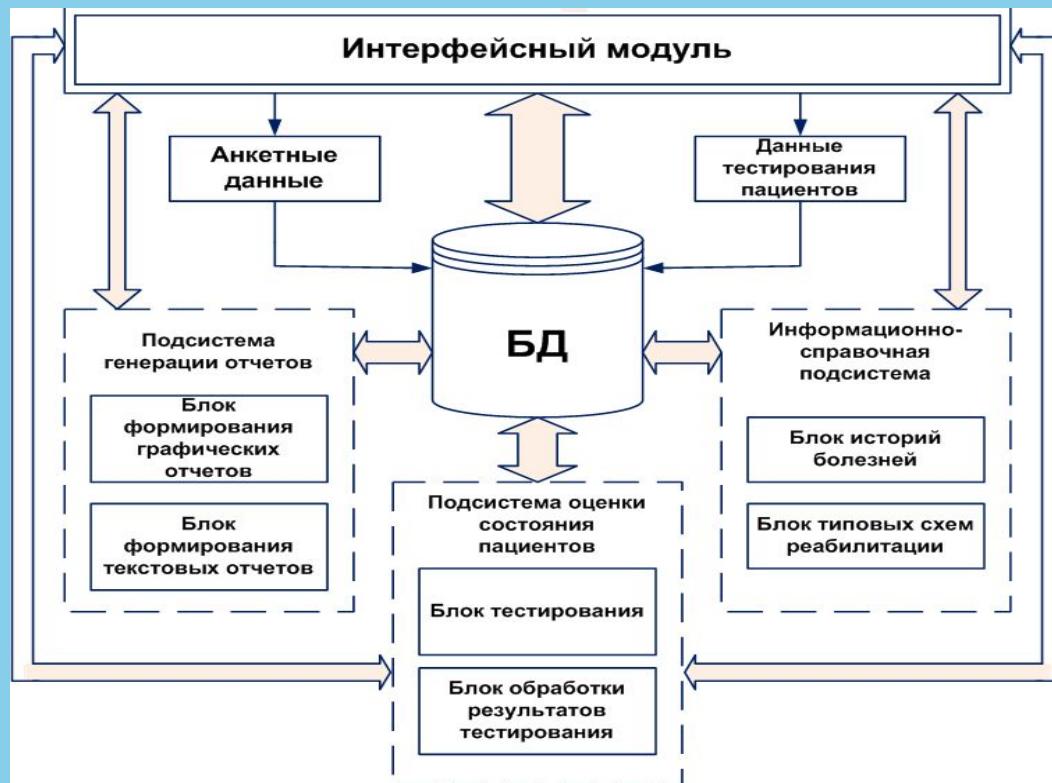 Интерфейсный модуль
Анкетные
данные
Данные
тестирования
пациентов
БД
Подсистема
генерации отчетов
Блок
формирования
графических
отчетов
Блок
формирования
текстовых отчетов
Информационно-
справочная
подсистема
Блок историй
болезней
Блок типовых схем
реабилитации
Подсистема оценки
состояния
пациентов
Блок тестирования
Блок обработки
результатов
тестирования